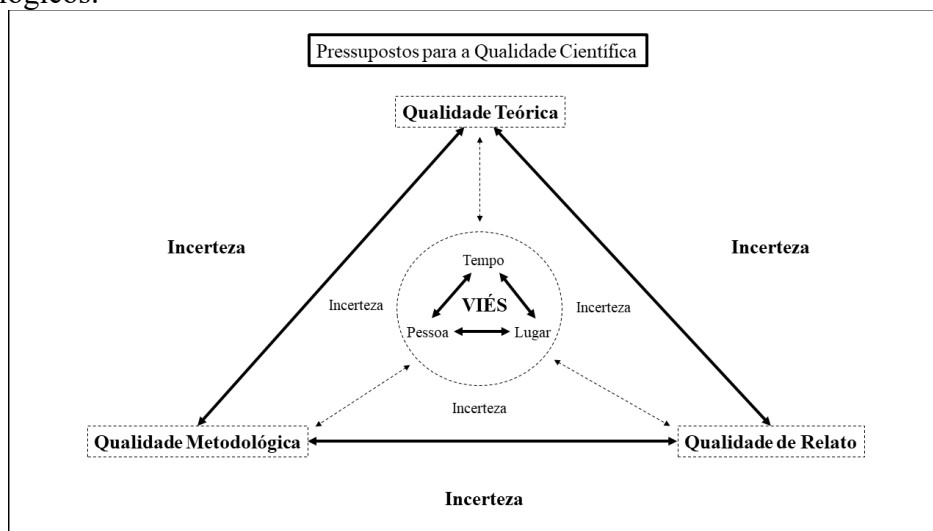 lógicos.
Pressupostos para a Qualidade Científica
Qualidade Teórica
Incerteza
Incerteza
Tempo
Incerteza
VIÉS
Incerteza
Pessoa
Lugar
Incerteza
Qualidade Metodológica
Qualidade de Relato
Incerteza